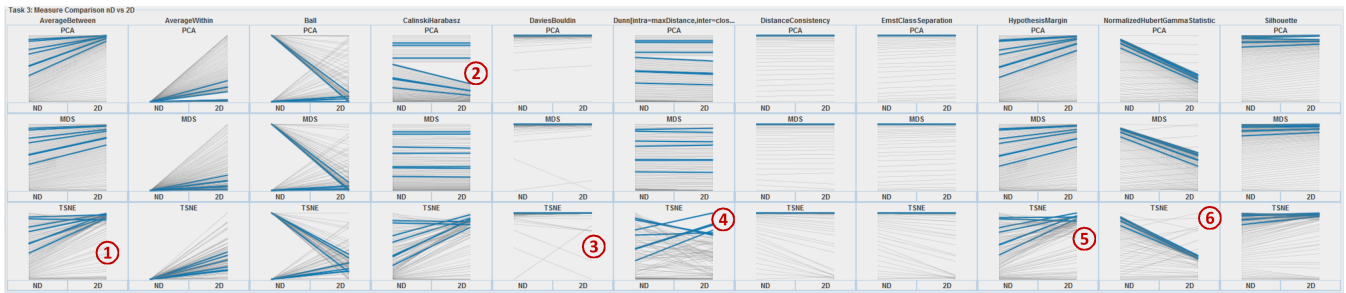 Task 3: Measure Comparison nD vs 2D
AverageBetween AverageWithin Ball CalinskiHarabasz DaviesBouldin Dunn[intra=maxDistance,inter=clos... DistanceConsistency ErnstClassSeparation HypothesisMargin NormalizedHubertGammaStatistic Silhouette
PCA PCA PCA PCA PCA PCA PCA PCA PCA PCA PCA
2
ND 2D ND 2D ND 2D ND 2D ND 2D ND 2D ND 2D ND 2D ND 2D ND 2D ND 2D
MDS MDS MDS MDS MDS MDS MDS MDS MDS MDS MDS
ND 2D ND 2D ND 2D ND 2D ND 2D ND 2D ND 2D ND 2D ND 2D ND 2D ND 2D
TSNE TSNE TSNE TSNE TSNE TSNE TSNE TSNE TSNE TSNE TSNE
1 3 4 5 6
ND 2D ND 2D ND 2D ND 2D ND 2D ND 2D ND 2D ND 2D ND 2D ND 2D ND 2D